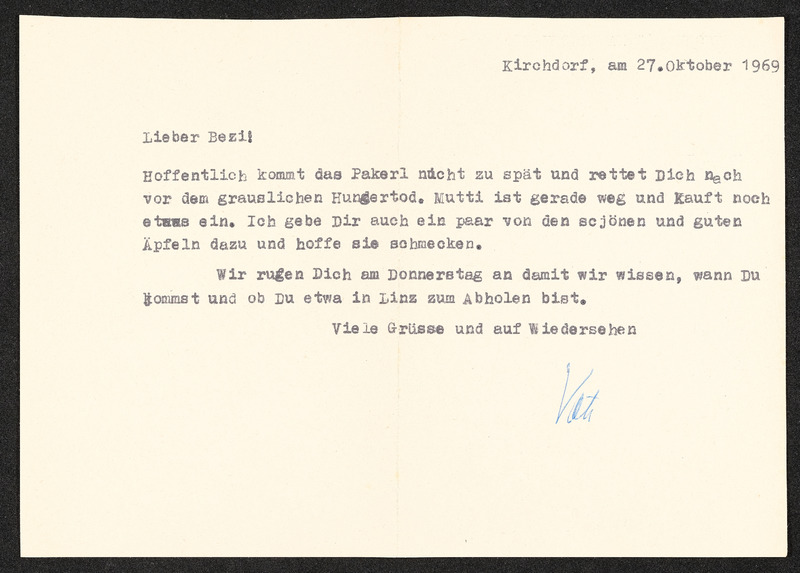 Kirchdorf, am 27.Oktober 1969
Lieber Bezi!
Hoffentlich kommt das Pakerl nicht zu spät und rettet Dich nach
vor dem grauslichen Hungertod. Mutti ist gerade weg und Kauft noch
etwas ein. Ich gebe Dir auch ein paar von den scjönen und guten
Äpfeln dazu und hoffe sie schmecken.
Wir rufen Dich am Donnerstag an damit wir wissen, wann Du
kommst und ob Du etwa in Linz zum Abholen bist.
Viele Grüsse und auf Wiedersehen
Vati